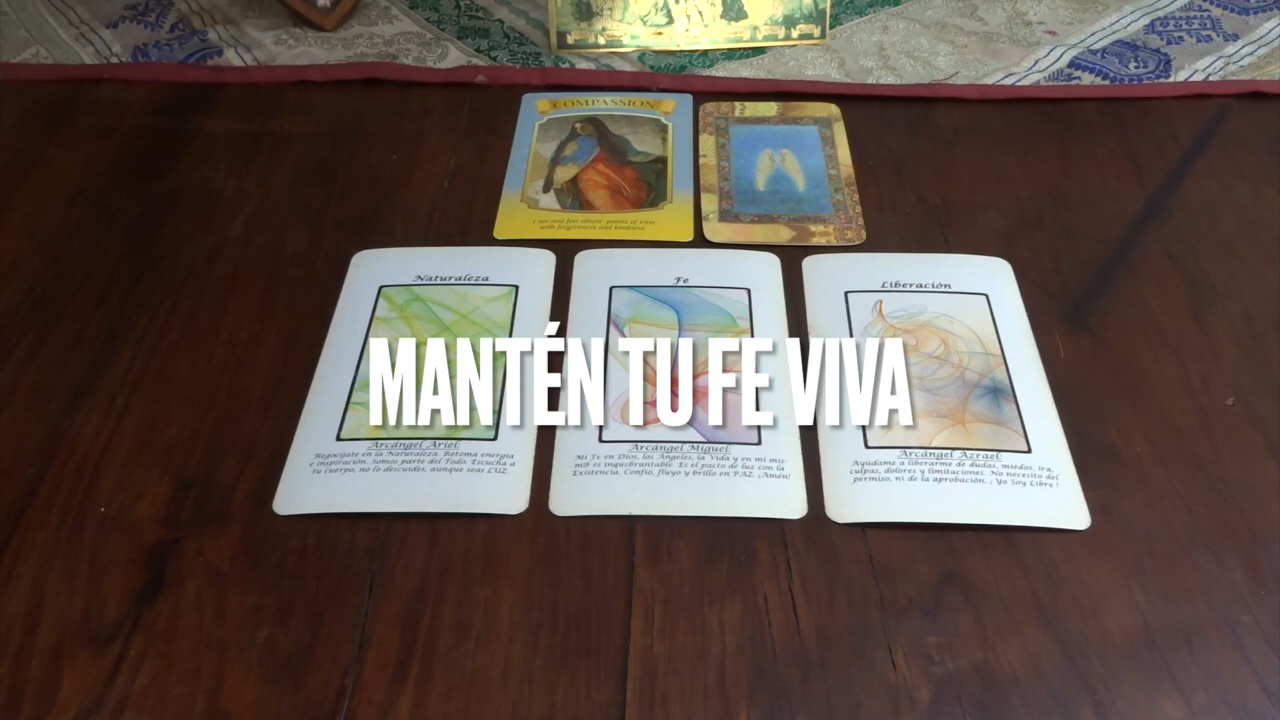 COMPASSION
I see and feel others' points of view
with forgiveness and kindness.
Naturaleza
Arcángel Ariel:
Regocíjate en la Naturaleza. Retoma energía
e inspiración. Somos parte del Todo. Escucha a
tu cuerpo, no lo descuides, aunque seas LUZ.
Fe
Arcángel Miguel:
Mi Fe en Dios, los Ángeles, la Vida y en mi mis-
m@ es inquebrantable. Es el pacto de luz con la
Existencia. Confío, fluyo y brillo en PAZ. ¡Amén!
Liberación
Arcángel Azrael:
Ayúdame a liberarme de dudas, miedos, ira,
culpas, dolores y limitaciones. No necesito del
permiso, ni de la aprobación. ¡ Yo Soy Libre !
MANTÉN TU FE VIVA